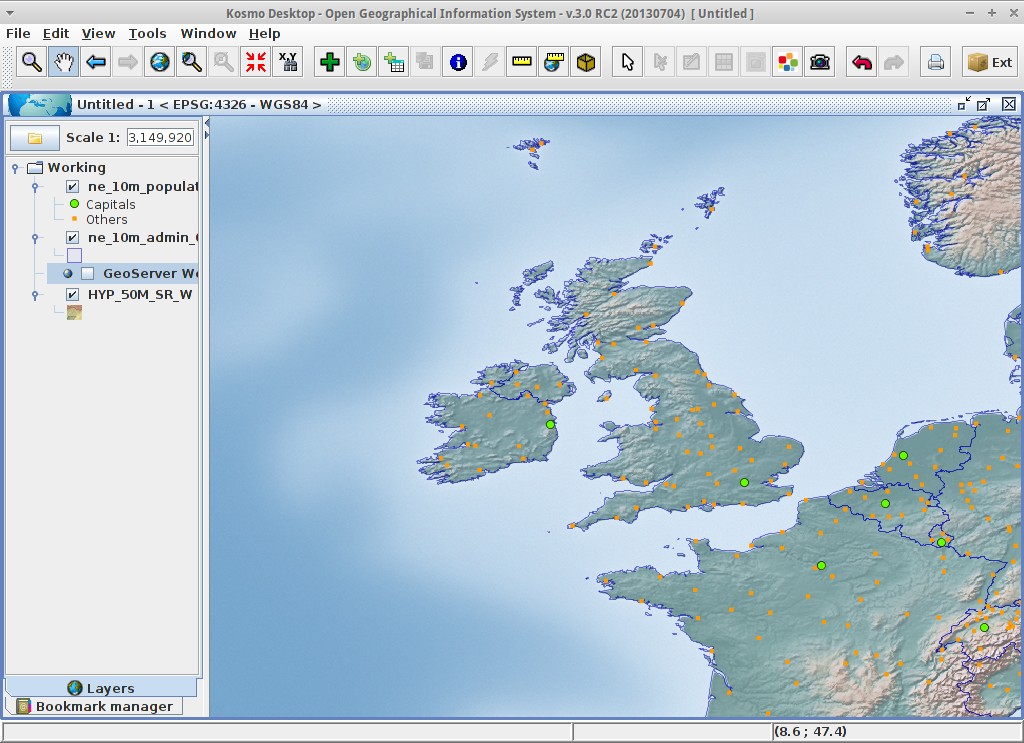 Kosmo Desktop - Open Geographical Information System - v.3.0 RC2 (20130704) [ Untitled ]
File Edit View Tools Window Help
X,Y Ext
Untitled - 1 < EPSG:4326 - WGS84 >
Scale 1: 3,149,920
Working
ne_10m_populat
Capitals
Others
ne_10m_admin_
GeoServer We
HYP_50M_SR_W
Layers
Bookmark manager
(8.6 ; 47.4)